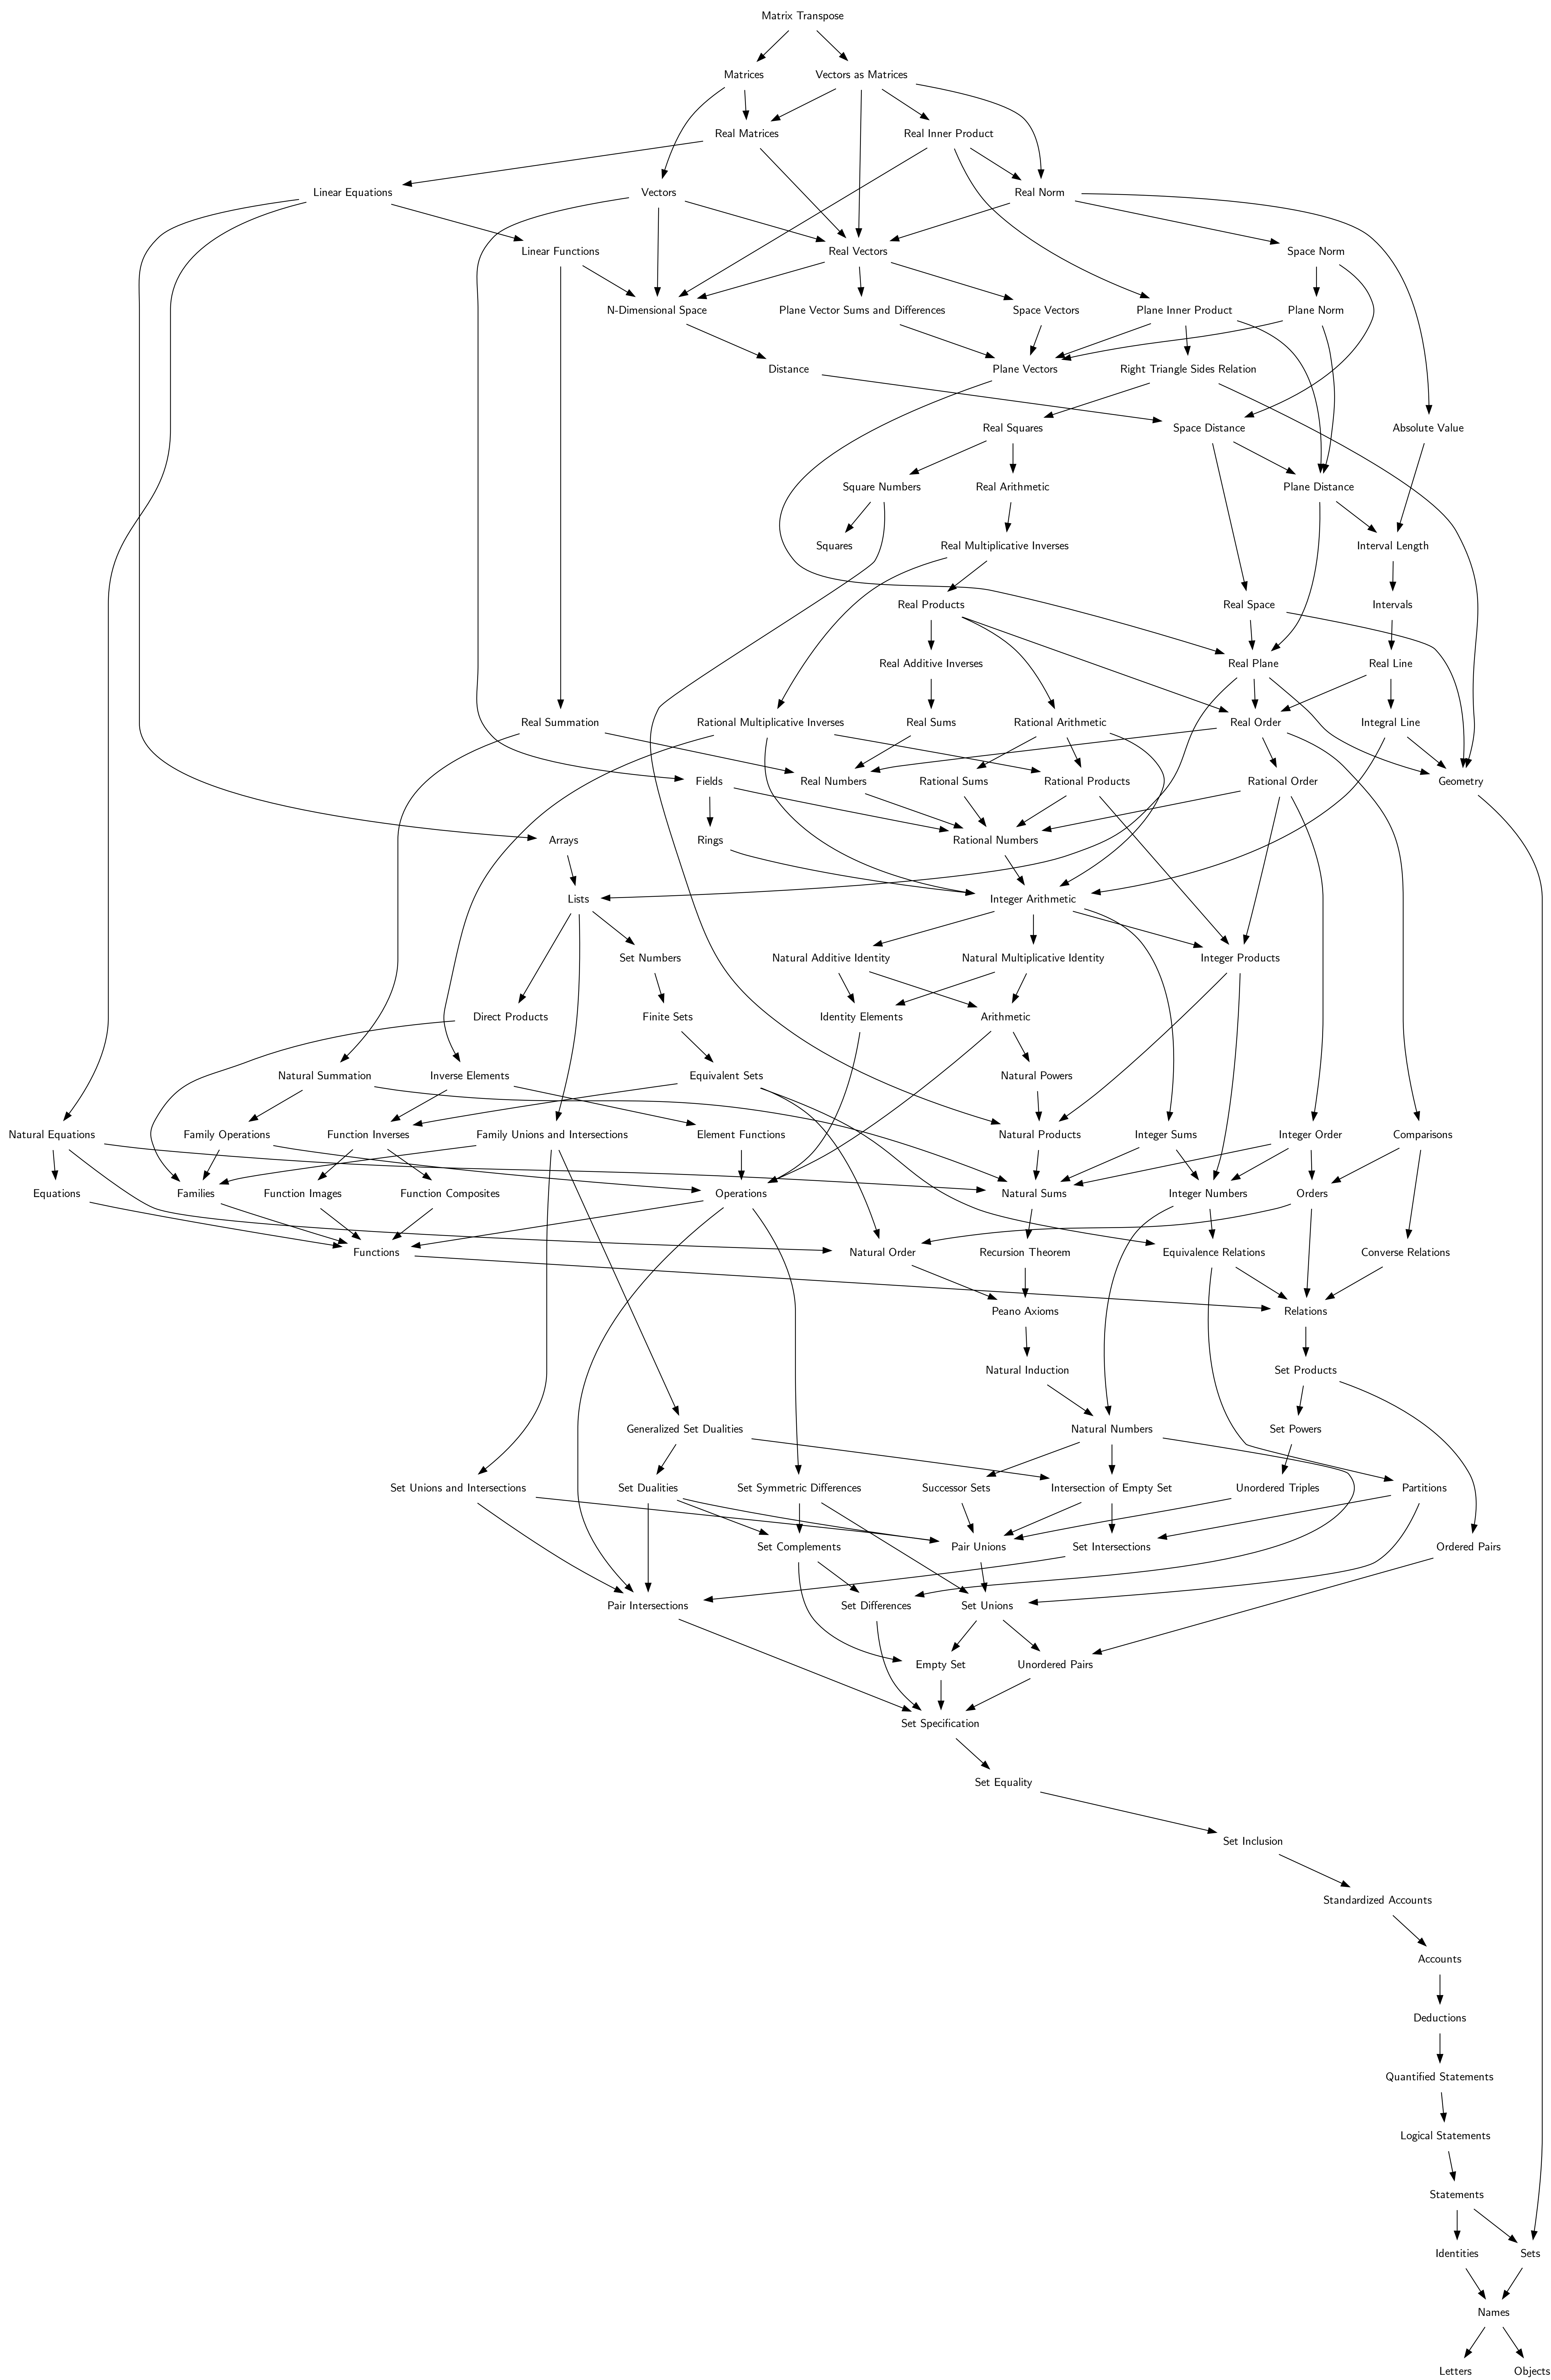 Matrix Transpose
Matrices
Vectors as Matrices
Real Matrices
Real Inner Product
Linear Equations
Vectors
Real Norm
Linear Functions
Real Vectors
Space Norm
N-Dimensional Space
Plane Vector Sums and Differences
Space Vectors
Plane Inner Product
Plane Norm
Distance
Plane Vectors
Right Triangle Sides Relation
Real Squares
Space Distance
Absolute Value
Square Numbers
Real Arithmetic
Plane Distance
Squares
Real Multiplicative Inverses
Interval Length
Real Products
Real Space
Intervals
Real Additive Inverses
Real Plane
Real Line
Real Summation
Rational Multiplicative Inverses
Real Sums
Rational Arithmetic
Real Order
Integral Line
Fields
Real Numbers
Rational Sums
Rational Products
Rational Order
Geometry
Arrays
Rings
Rational Numbers
Lists
Integer Arithmetic
Set Numbers
Natural Additive Identity
Natural Multiplicative Identity
Integer Products
Direct Products
Finite Sets
Identity Elements
Arithmetic
Natural Summation
Inverse Elements
Equivalent Sets
Natural Powers
Natural Equations
Family Operations
Function Inverses
Family Unions and Intersections
Element Functions
Natural Products
Integer Sums
Integer Order
Comparisons
Equations
Families
Function Images
Function Composites
Operations
Natural Sums
Integer Numbers
Orders
Functions
Natural Order
Recursion Theorem
Equivalence Relations
Converse Relations
Peano Axioms
Relations
Natural Induction
Set Products
Generalized Set Dualities
Natural Numbers
Set Powers
Set Unions and Intersections
Set Dualities
Set Symmetric Differences
Successor Sets
Intersection of Empty Set
Unordered Triples
Partitions
Set Complements
Pair Unions
Set Intersections
Ordered Pairs
Pair Intersections
Set Differences
Set Unions
Empty Set
Unordered Pairs
Set Specification
Set Equality
Set Inclusion
Standardized Accounts
Accounts
Deductions
Quantified Statements
Logical Statements
Statements
Identities
Sets
Names
Letters
Objects